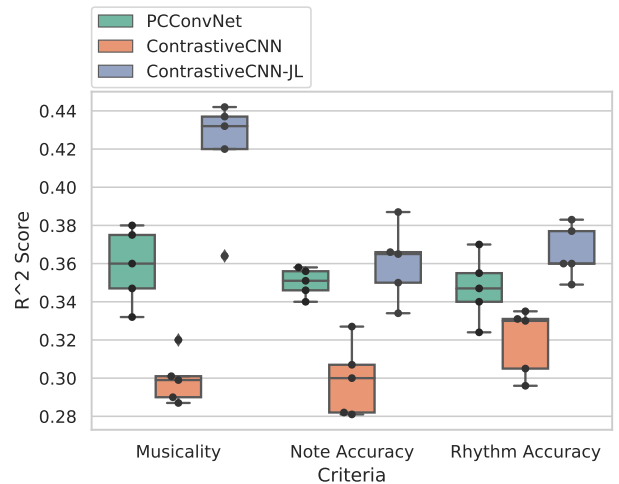 PCConvNet
ContrastiveCNN
ContrastiveCNN-JL
0.44
0.42
0.40
0.38
0.36
0.34
0.32
0.30
0.28
R^2 Score
Musicality Note Accuracy Rhythm Accuracy
Criteria